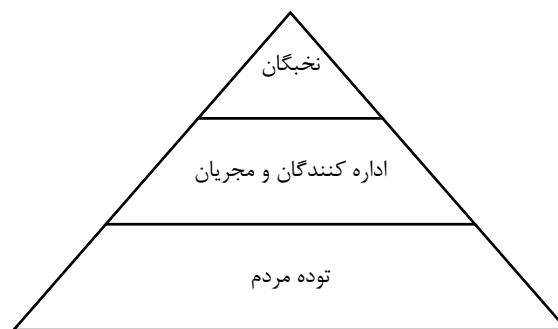 نخبگان
اداره کنندگان و مجریان
توده مردم